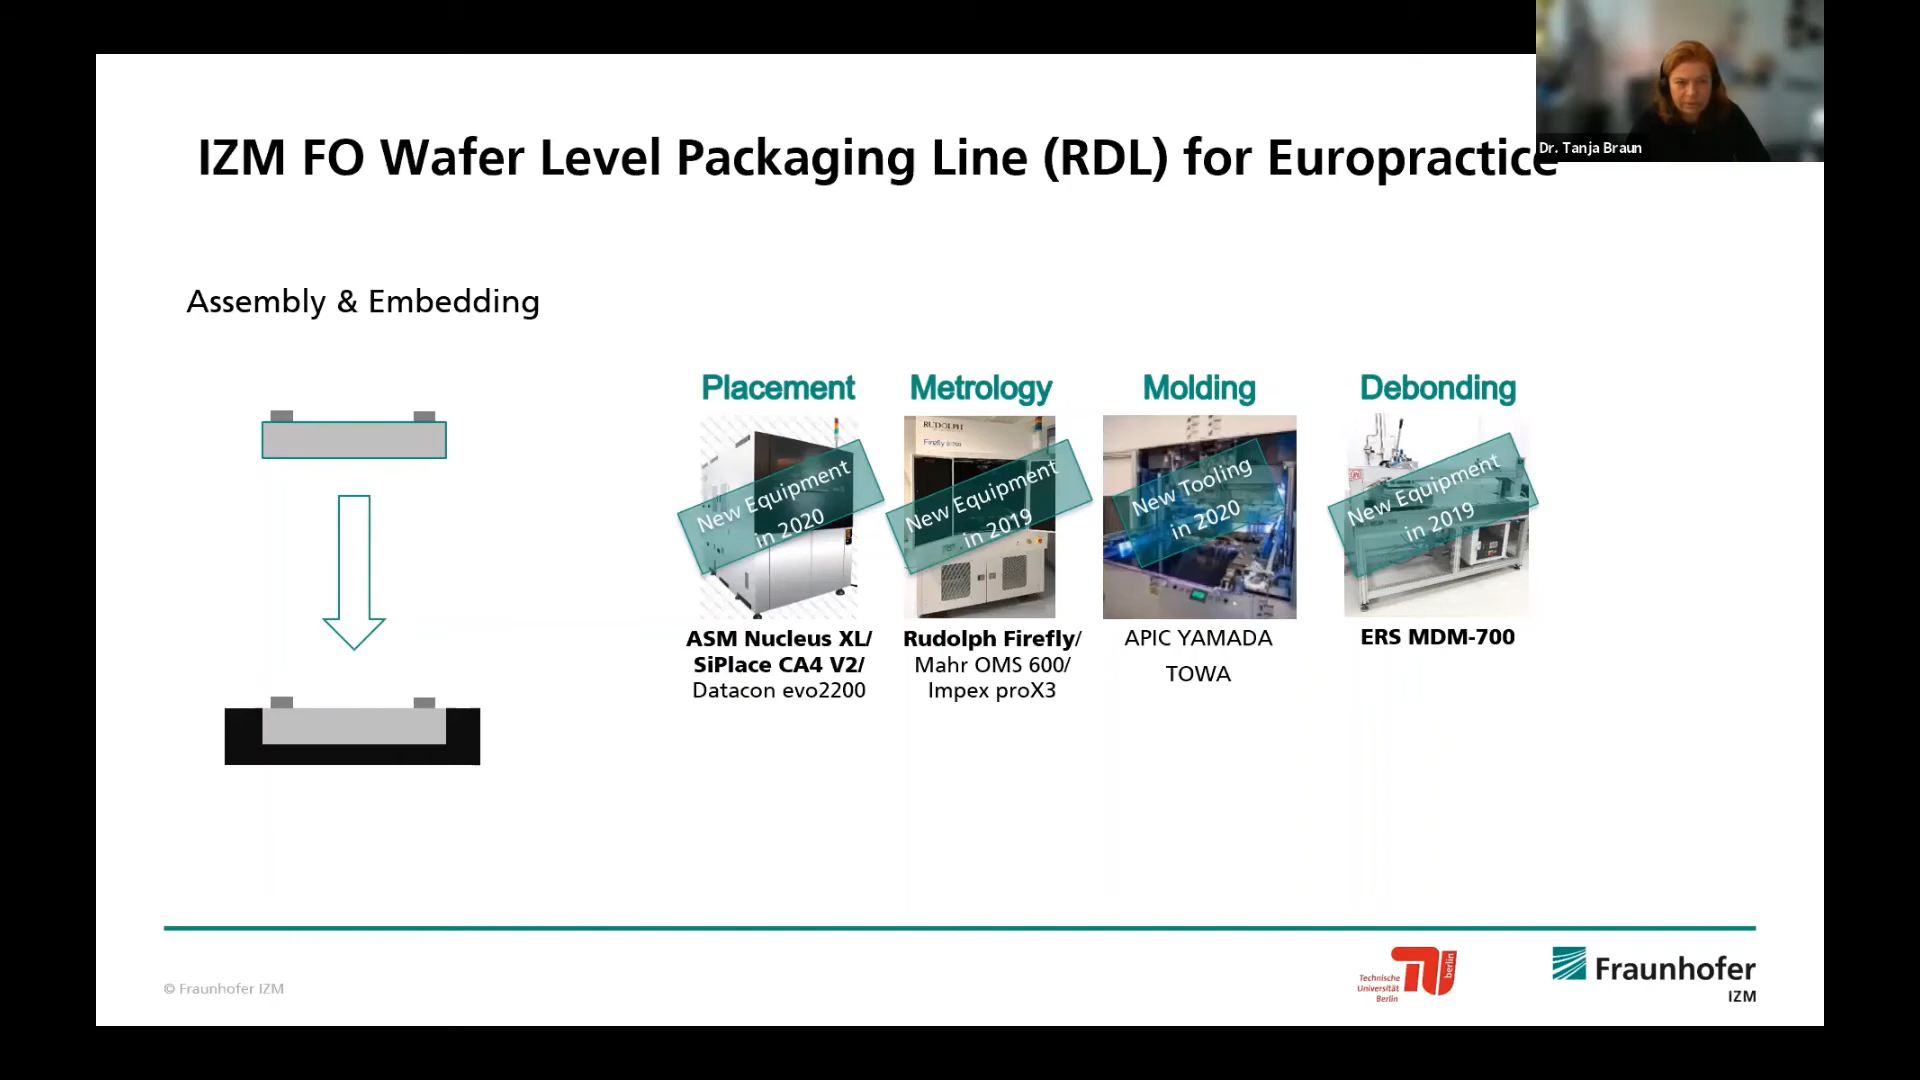 IZM FO Wafer Level Packaging Line (RDL) for Europractice
Dr. Tanja Braun
Assembly & Embedding
Placement
Metrology
Molding
Debonding
RUDOLPH
Firefly
New Equipment
in 2020
New Equipment
in 2019
New Tooling
in 2020
New Equipment
in 2019
ASM Nucleus XL/
SiPlace CA4 V2/
Datacon evo2200
Rudolph Firefly/
Mahr OMS 600/
Impex proX3
APIC YAMADA
TOWA
ERS MDM-700
© Fraunhofer IZM
Technische
Universität
Berlin
berlin
Fraunhofer
IZM